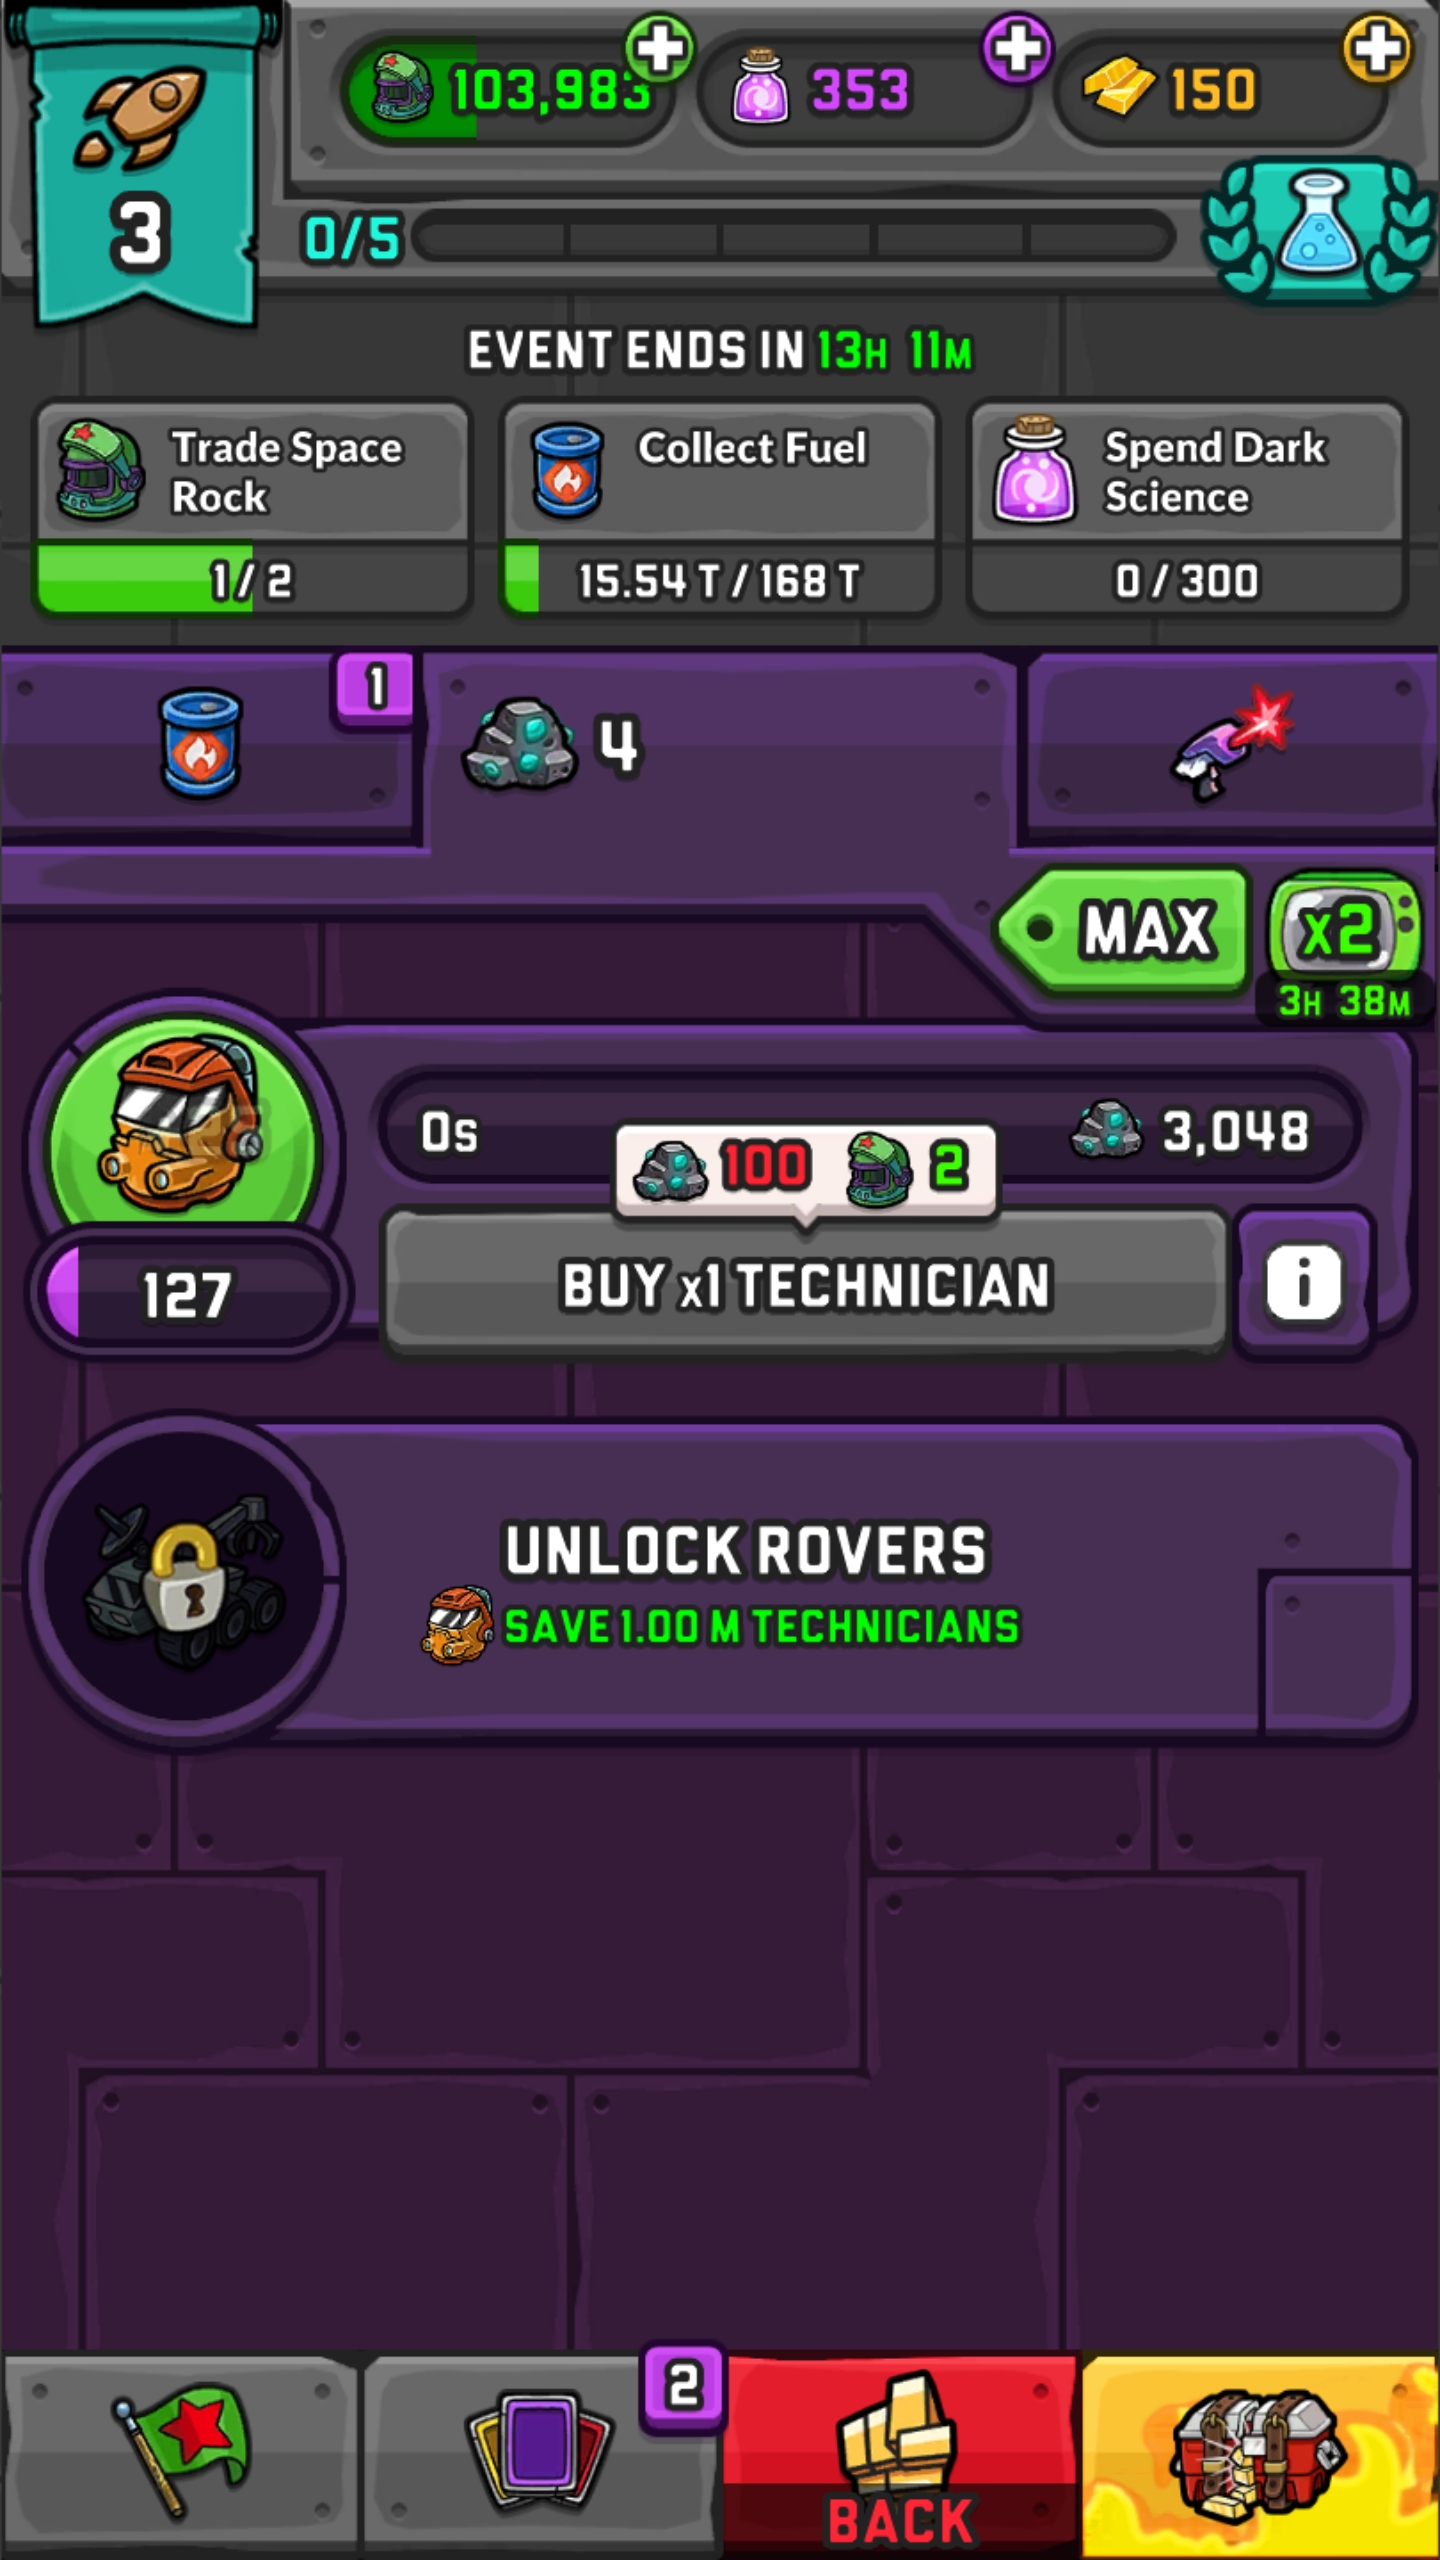 103,983
353
150
3
0/5
EVENT ENDS IN 13H 11M
Trade Space
Rock
1/2
Collect Fuel
15.54 T / 168 T
Spend Dark
Science
0 / 300
1
4
MAX
x2
3H 38M
0s
3,048
100 2
127
BUY x1 TECHNICIAN
i
UNLOCK ROVERS
SAVE 1.00 M TECHNICIANS
2
BACK